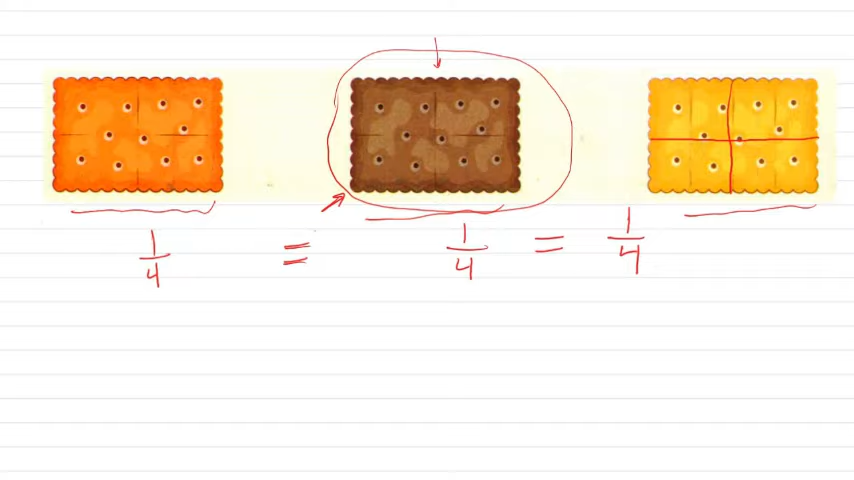 1/4 = 1/4 = 1/4